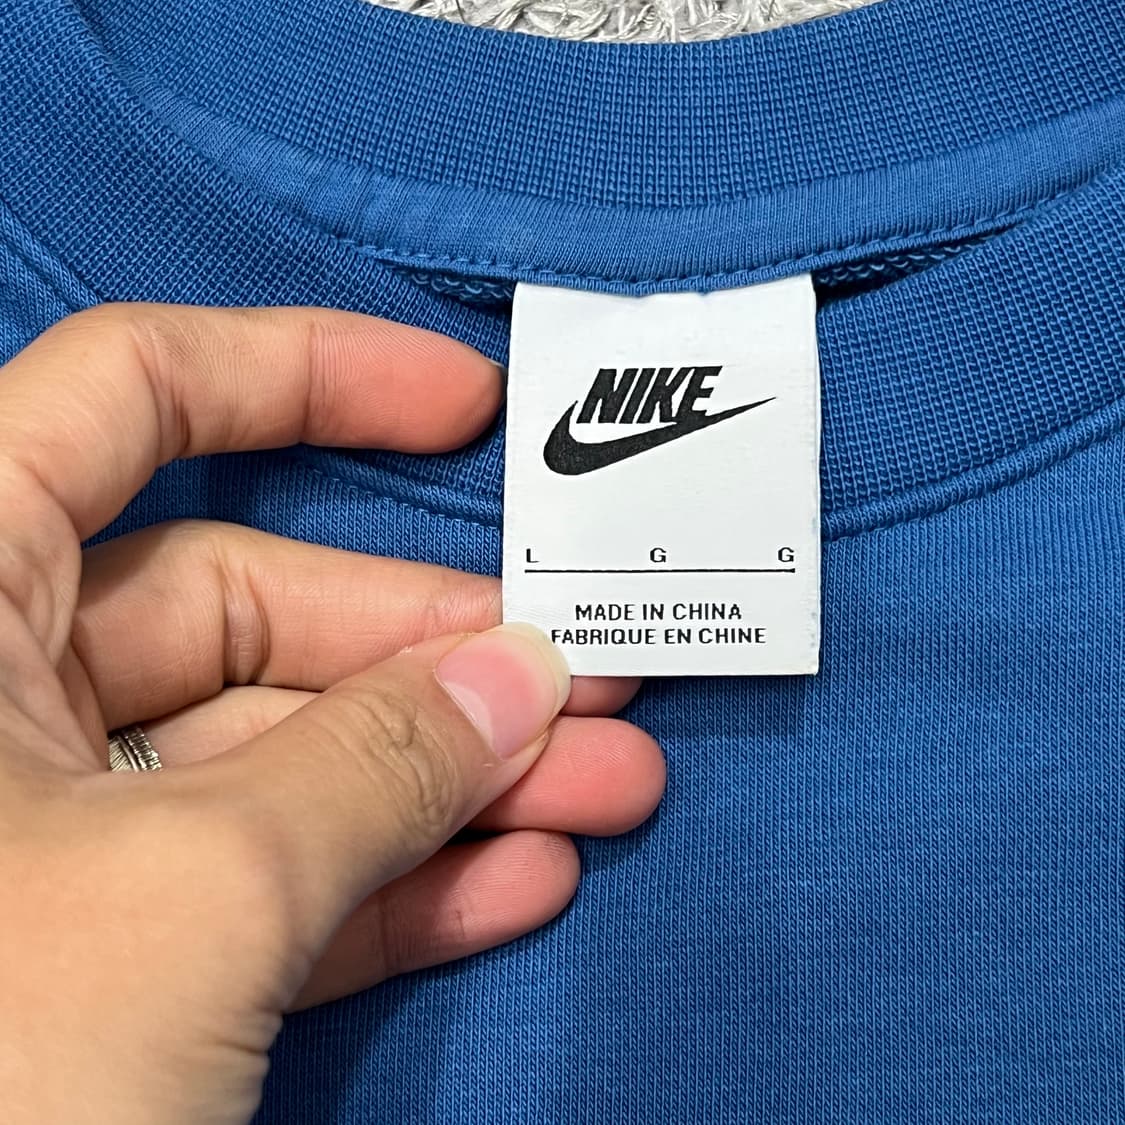 NIKE
L G G
MADE IN CHINA
FABRIQUE EN CHINE